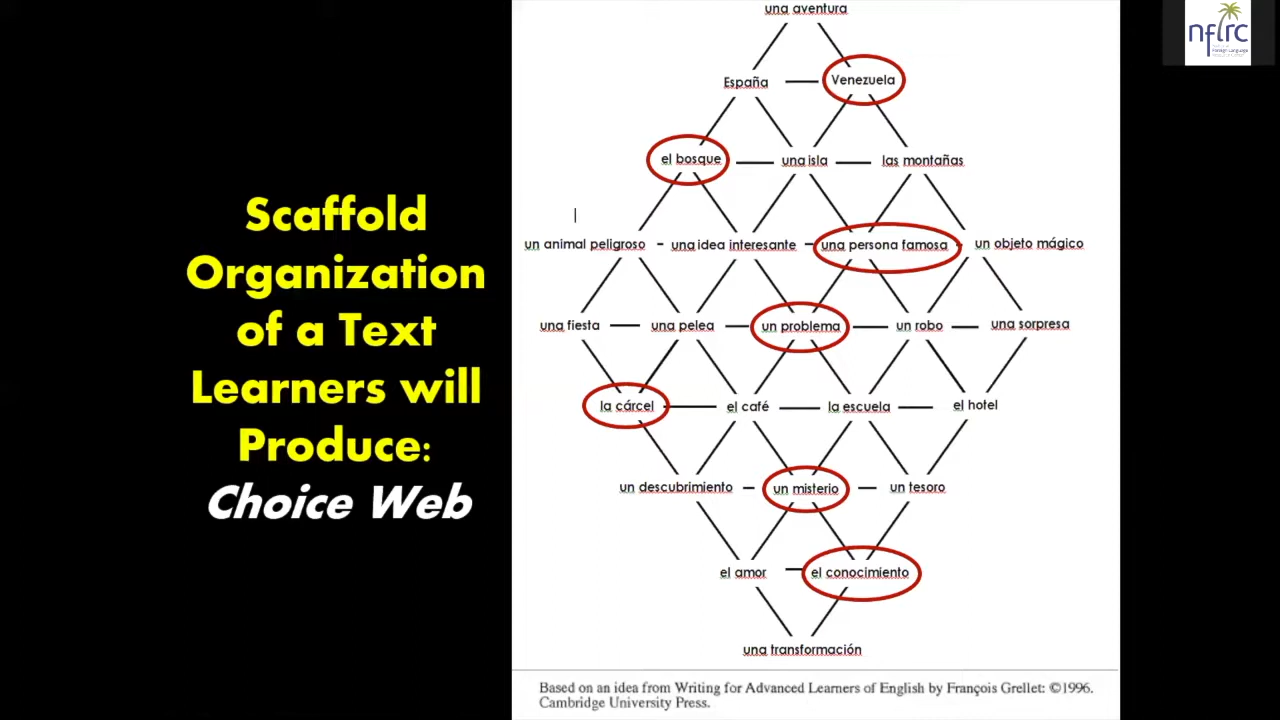 una aventura
España Venezuela
el bosque una isla las montañas
un animal peligroso una idea interesante una persona famosa un objeto mágico
una fiesta una pelea un problema un robo una sorpresa
la cárcel el café la escuela el hotel
un descubrimiento un misterio un tesoro
el amor el conocimiento
una transformación
Scaffold
Organization
of a Text
Learners will
Produce:
Choice Web
Based on an idea from Writing for Advanced Learners of English by François Grellet: ©1996.
Cambridge University Press.
nflrc